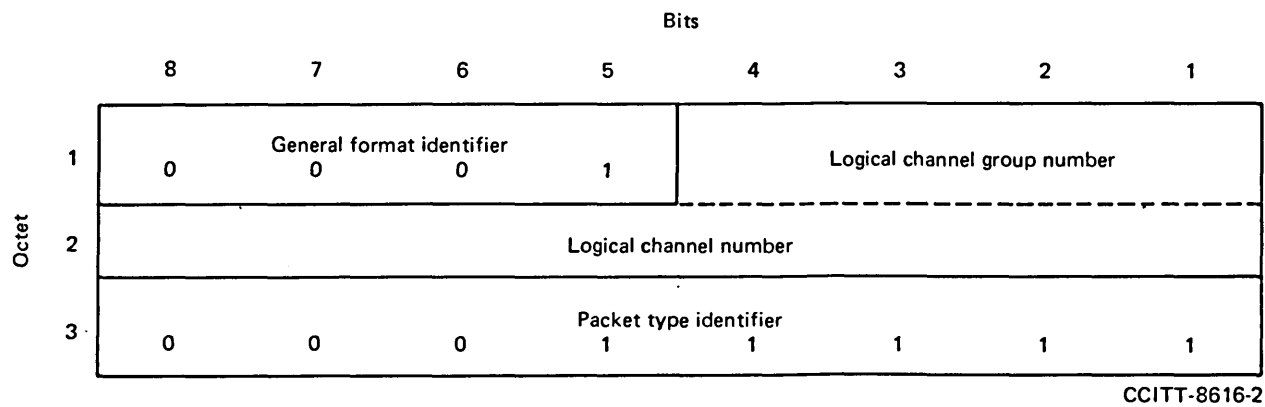 Bits
8 7 6 5 4 3 2 1
Octet
1
General format identifier
0 0 0 1
Logical channel group number
2
Logical channel number
3
Packet type identifier
0 0 0 1 1 1 1 1
CCITT-8616-2